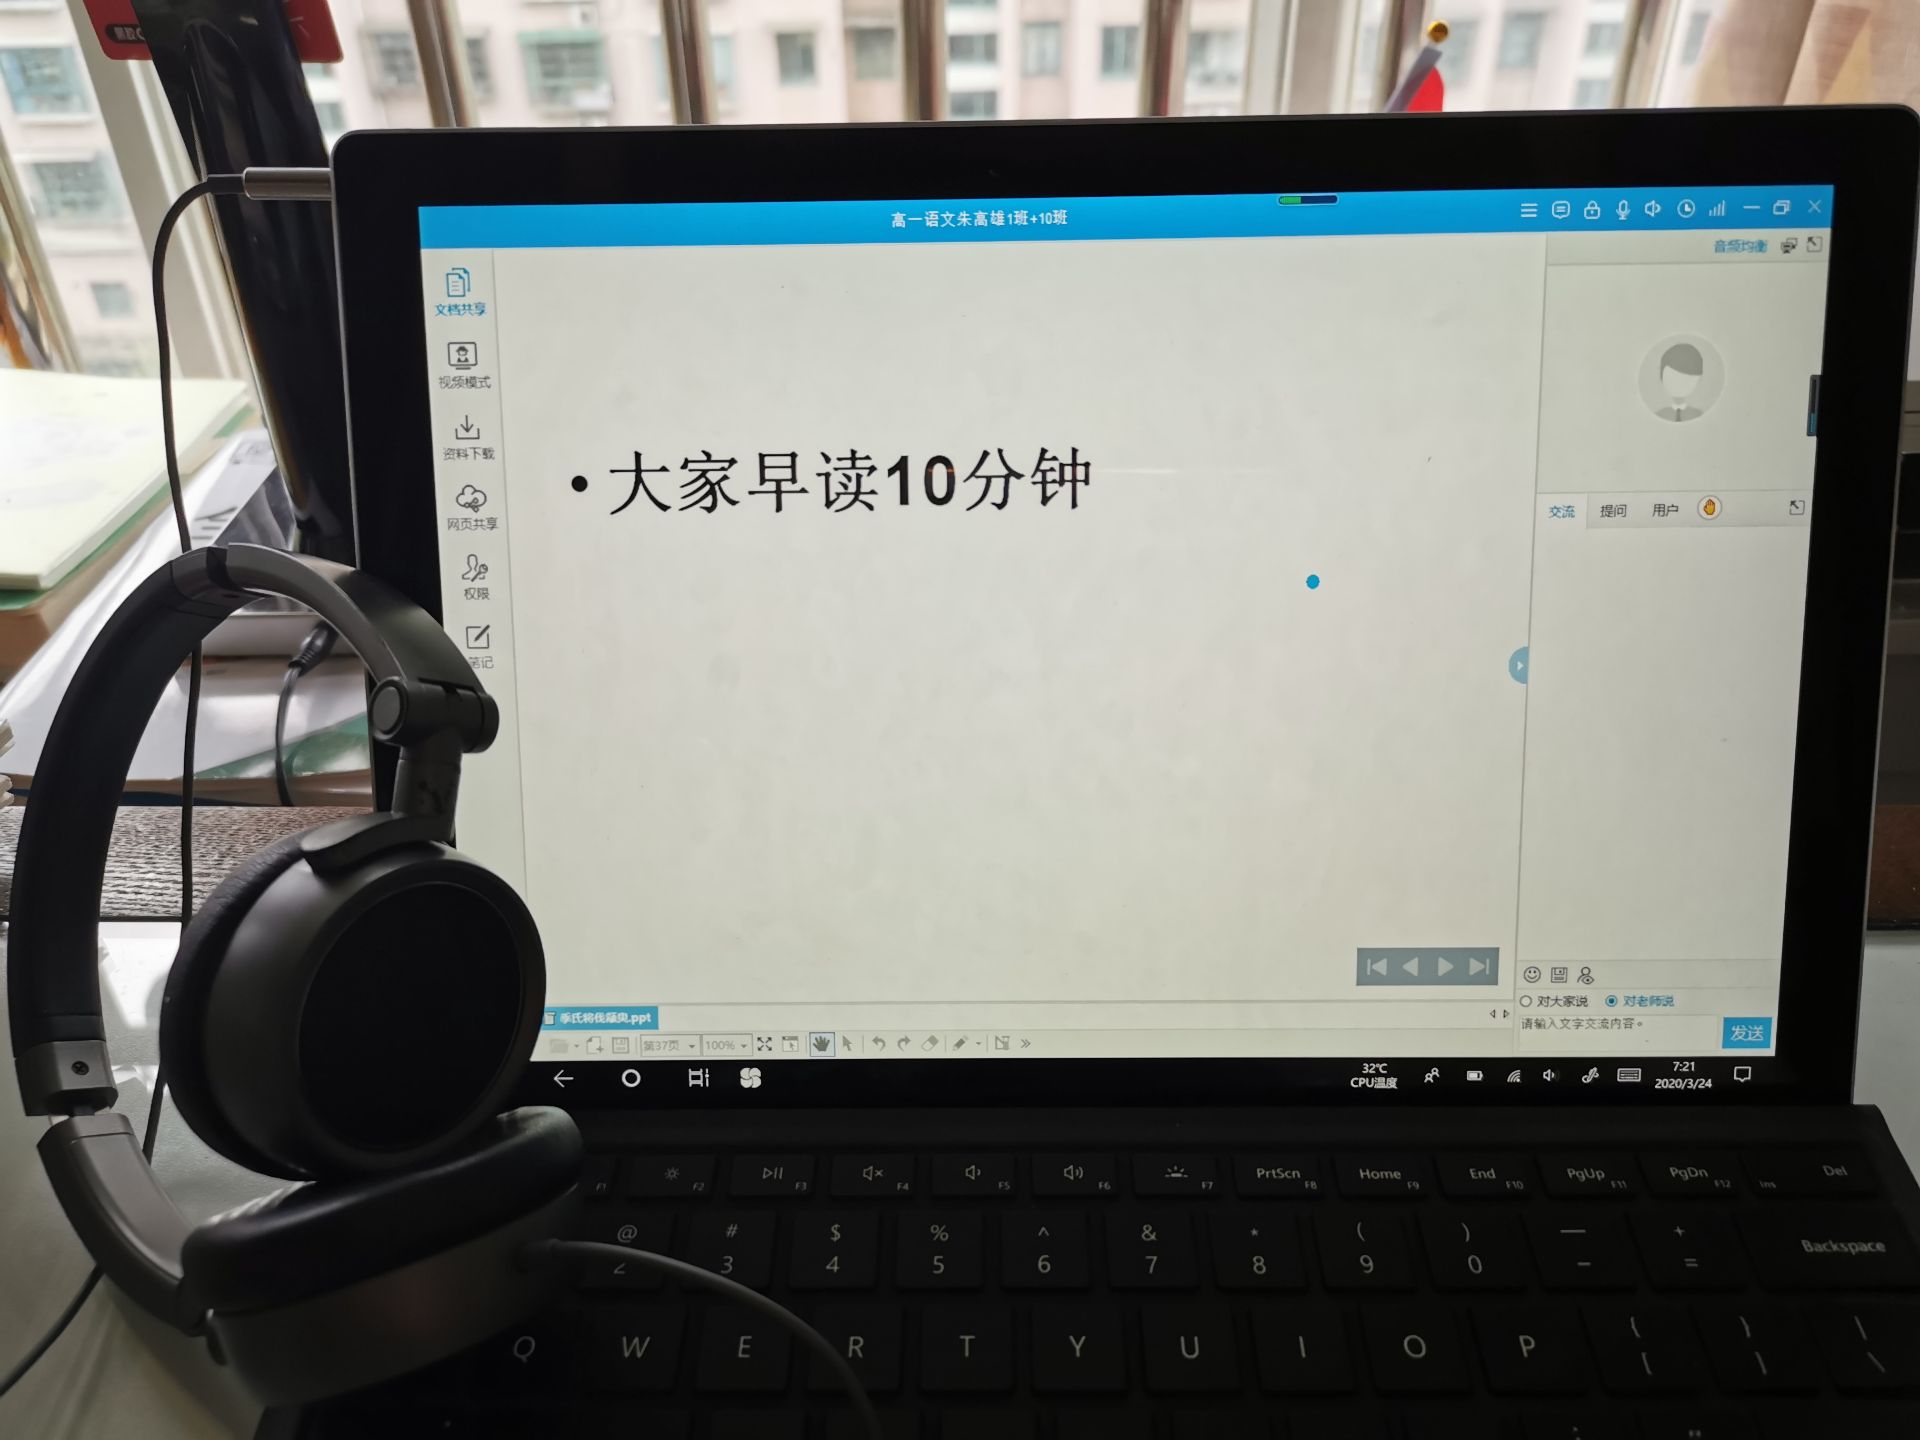 高一语文朱高雄1班+10班
音频均衡
文档共享
视频模式
资料下载
网页共享
权限
笔记
• 大家早读10分钟
交流 提问 用户
对大家说 对老师说
请输入文字交流内容。
发送
季氏将伐颛臾.ppt
第37页 100%
32℃
CPU温度
7:21
2020/3/24
F1 F2 F3 F4 F5 F6 F7 PrtScn F8 Home F9 End F10 PgUp F11 PgDn F12 Ins Del
@ # $ % ^ & * ( ) — +
2 3 4 5 6 7 8 9 0 - = Backspace
Q W E R T Y U I O P { [ } ] | \